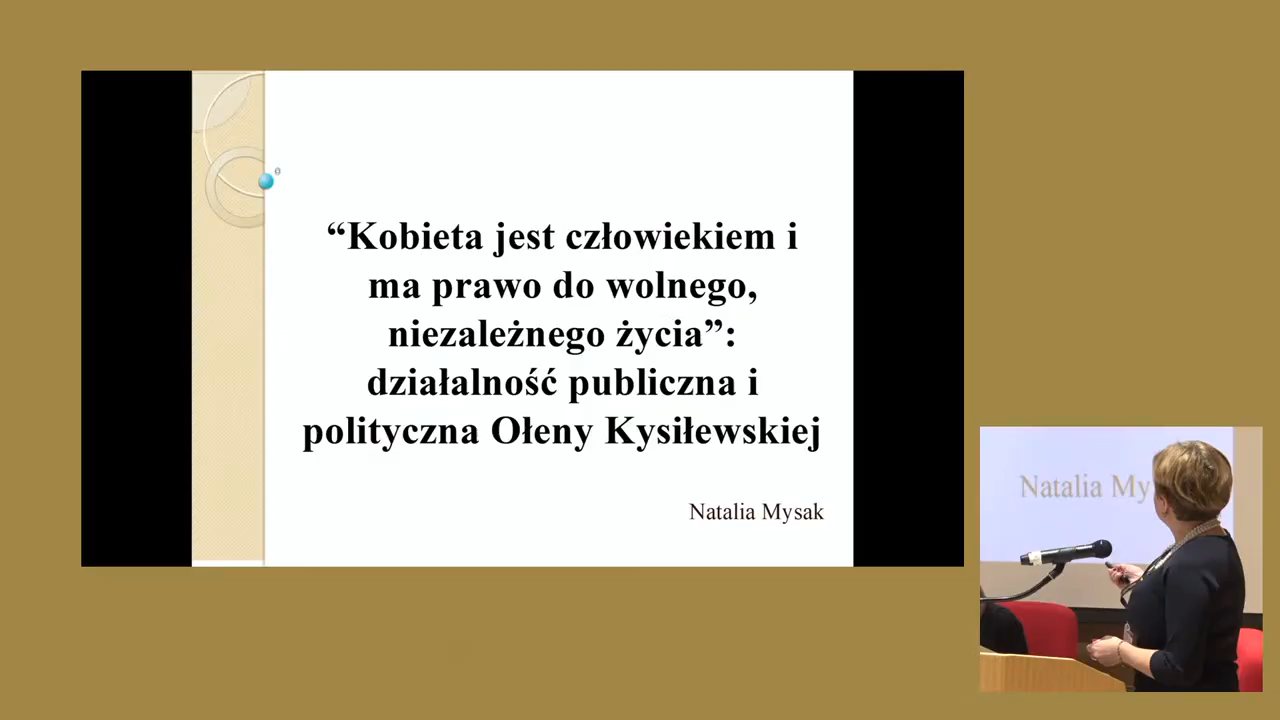 “Kobieta jest człowiekiem i
ma prawo do wolnego,
niezależnego życia”:
działalność publiczna i
polityczna Ołeny Kysiłewskiej
Natalia Mysak
Natalia My